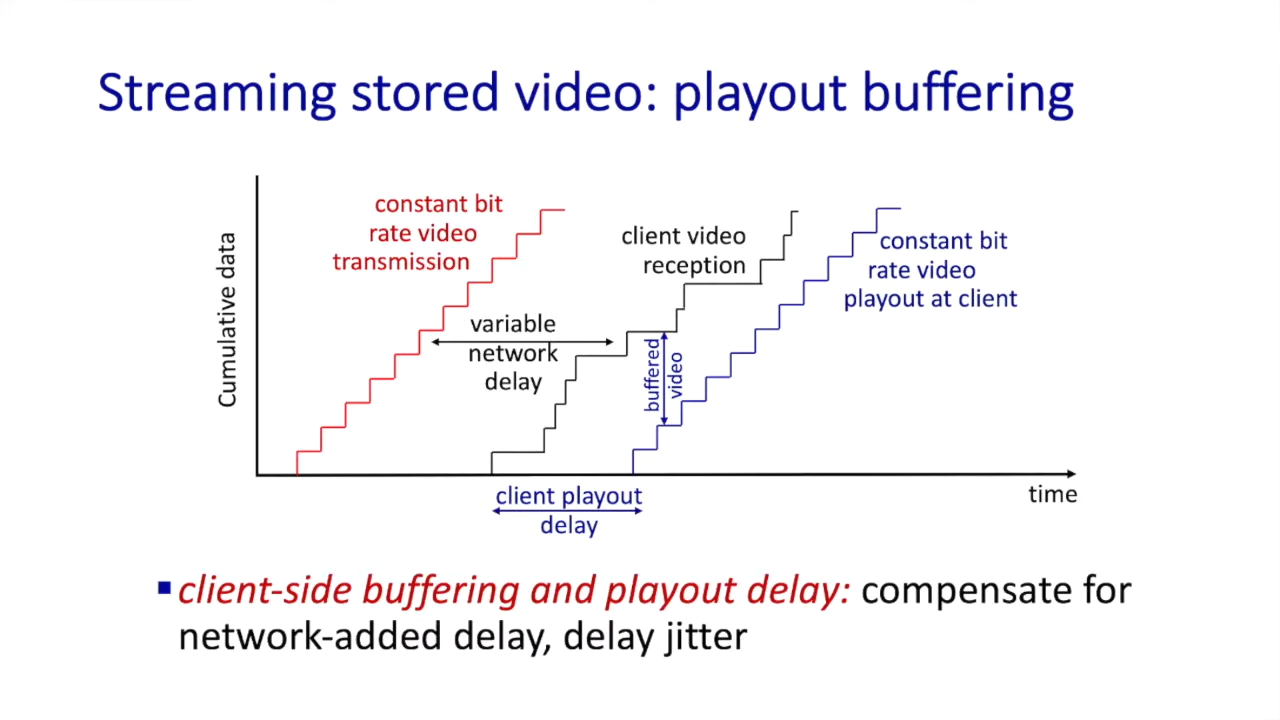 Streaming stored video: playout buffering
constant bit
rate video
transmission
Cumulative data
variable
network
delay
client video
reception
buffered
video
constant bit
rate video
playout at client
client playout
delay
time
client-side buffering and playout delay: compensate for
network-added delay, delay jitter